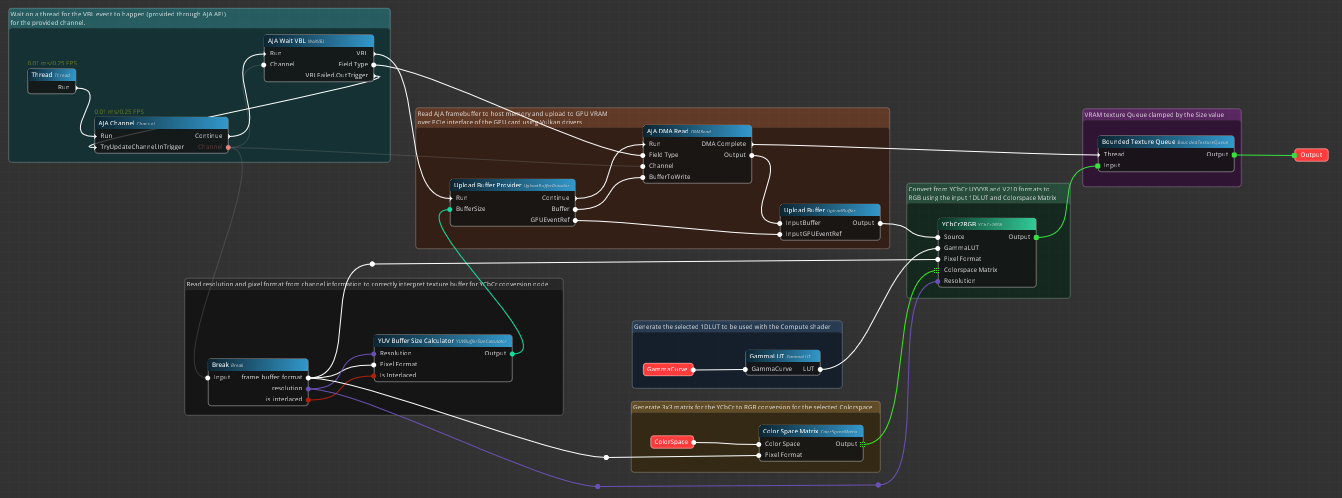 Wait on a thread for the VBL event to happen (provided through AJA API)
for the provided channel.
AJA Wait VBL WaitVBL
Run VBL
Channel Field Type
VBLFailed.OutTrigger
0.01 ms/0.25 FPS
Thread Thread
Run
0.01 ms/0.25 FPS
AJA Channel Channel
Run Continue
TryUpdateChannel.InTrigger Channel
Read AJA framebuffer to host memory and upload to GPU VRAM
over PCIe interface of the GPU card using Vulkan drivers
AJA DMA Read DMARead
Run DMA Complete
Field Type Output
Channel
BufferToWrite
Upload Buffer Provider UploadBufferProvider
Run Continue
BufferSize Buffer
GPUEventRef
Upload Buffer UploadBuffer
InputBuffer Output
InputGPUEventRef
VRAM texture Queue clamped by the Size value
Bounded Texture Queue BoundedTextureQueue
Thread Output
Input
Output
Convert from YCbCr UYVY8 and V210 formats to
RGB using the input 1DLUT and Colorspace Matrix
YCbCr2RGB YCbCr2RGB
Source Output
GammaLUT
Pixel Format
Colorspace Matrix
Resolution
Read resolution and pixel format from channel information to correctly interpret texture buffer for YCbCr conversion node
YUV Buffer Size Calculator YUVBufferSizeCalculator
Resolution Output
Pixel Format
Is Interlaced
Break Break
Input frame buffer format
resolution
is interlaced
Generate the selected 1DLUT to be used with the Compute shader
GammaCurve
Gamma LUT GammaLUT
GammaCurve LUT
Generate 3x3 matrix for the YCbCr to RGB conversion for the selected Colorspace
ColorSpace
Color Space Matrix ColorSpaceMatrix
Color Space Output
Pixel Format